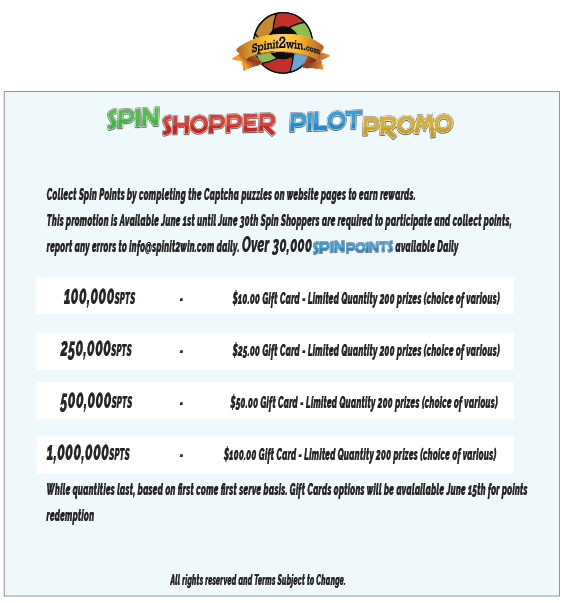 Spinit2win.com
SPIN SHOPPER PILOT PROMO
Collect Spin Points by completing the Captcha puzzles on website pages to earn rewards.
This promotion is Available June 1st until June 30th Spin Shoppers are required to participate and collect points,
report any errors to info@spinit2win.com daily. Over 30,000 SPINPOINTS available Daily
100,000SPTS - $10.00 Gift Card - Limited Quantity 200 prizes (choice of various)
250,000SPTS - $25.00 Gift Card - Limited Quantity 200 prizes (choice of various)
500,000SPTS - $50.00 Gift Card - Limited Quantity 200 prizes (choice of various)
1,000,000SPTS - $100.00 Gift Card - Limited Quantity 200 prizes (choice of various)
While quantities last, based on first come first serve basis. Gift Cards options will be avalailable June 15th for points
redemption
All rights reserved and Terms Subject to Change.